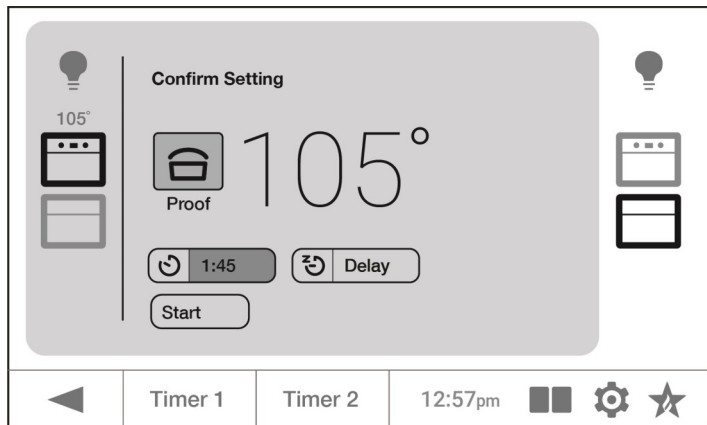 Confirm Setting
105°
105°
Proof
1:45
Delay
Start
Timer 1
Timer 2
12:57pm